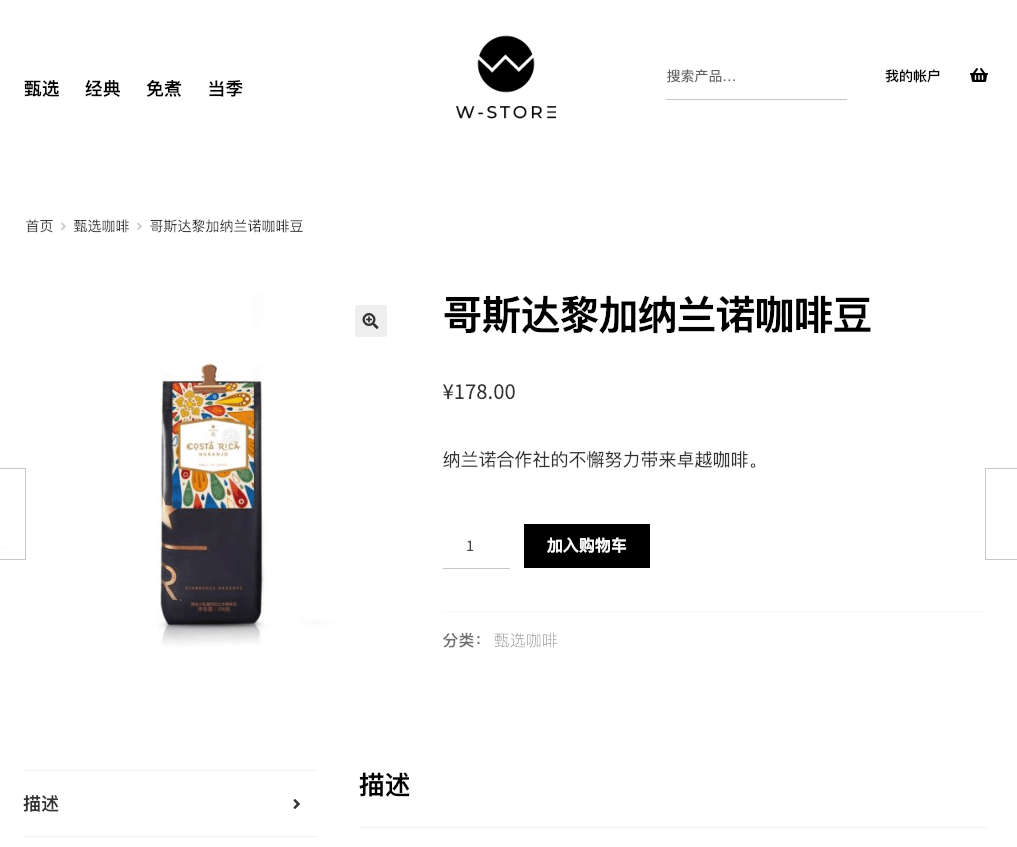 甄选 经典 免煮 当季
W-STORE
搜索产品…
我的帐户
首页 > 甄选咖啡 > 哥斯达黎加纳兰诺咖啡豆
哥斯达黎加纳兰诺咖啡豆
¥178.00
纳兰诺合作社的不懈努力带来卓越咖啡。
1
加入购物车
分类： 甄选咖啡
COSTA RICA
NARANJO
STARBUCKS RESERVE
描述
描述